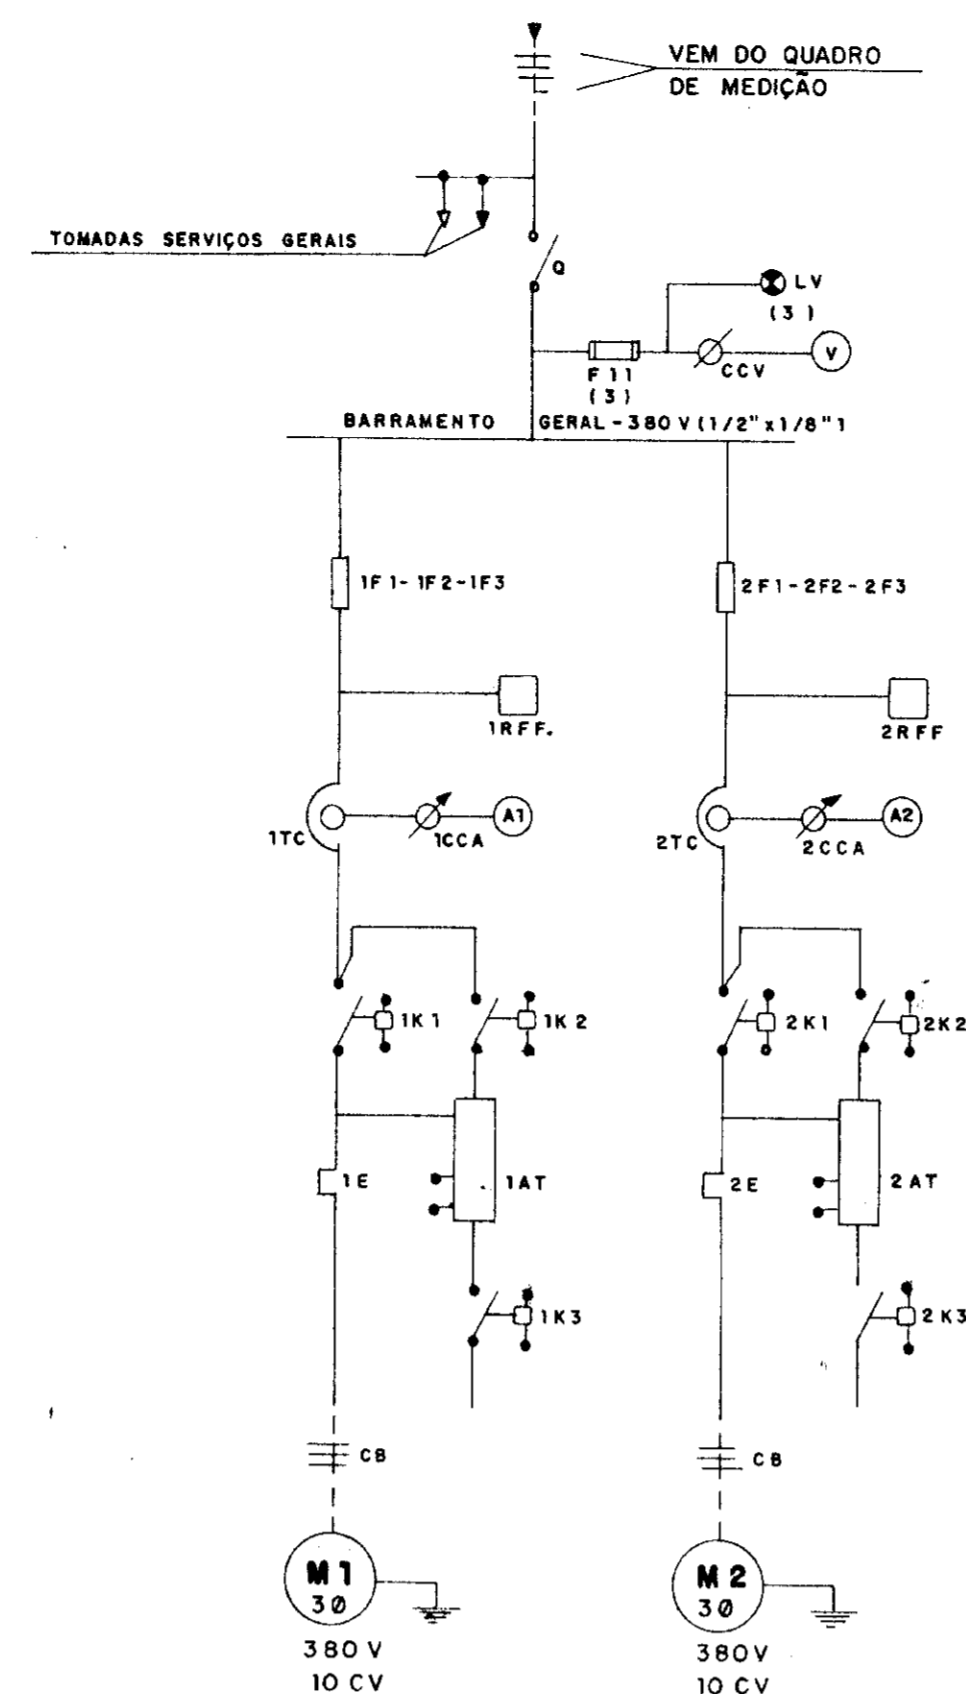 VEM DO QUADRO
DE MEDIÇÃO
TOMADAS SERVIÇOS GERAIS
Q
LV
(3)
F11
(3)
CCV
V
BARRAMENTO GERAL - 380 V (1/2" x 1/8")
1F1-1F2-1F3
2F1-2F2-2F3
1RFF.
2RFF
1TC
1CCA
A1
2TC
2CCA
A2
1K1
1K2
2K1
2K2
1E
1AT
2E
2AT
1K3
2K3
CB
CB
M1
3Ø
380 V
10 CV
M2
3Ø
380V
10 CV